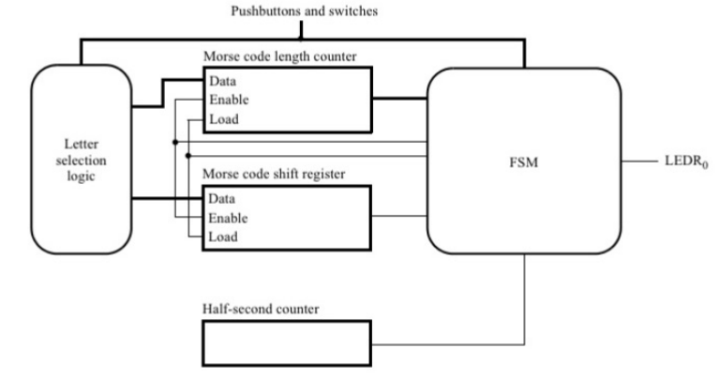 Pushbuttons and switches
Morse code length counter
Data
Enable
Load
Letter
selection
logic
FSM
LEDR₀
Morse code shift register
Data
Enable
Load
Half-second counter